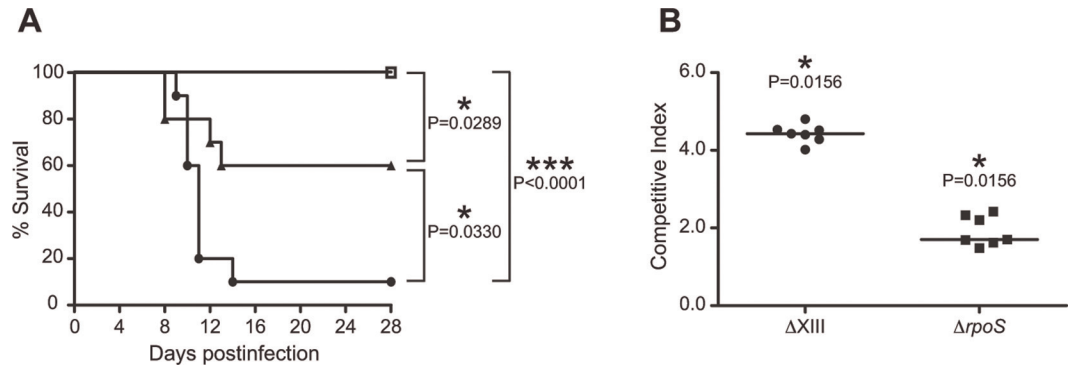 A
% Survival
100
80
60
40
20
0
0 4 8 12 16 20 24 28
Days postinfection
*
P=0.0289
*
P=0.0330
***
P<0.0001
B
Competitive Index
6.0
4.0
2.0
0.0
*
P=0.0156
*
P=0.0156
ΔXIII ΔrpoS